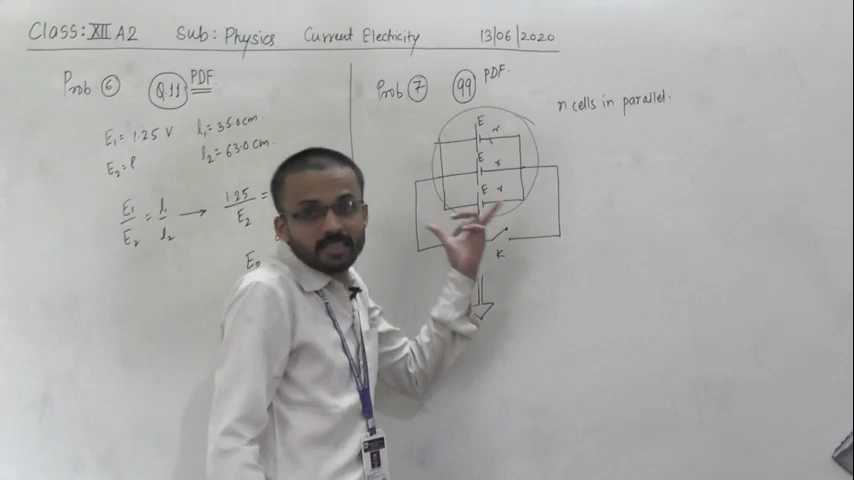 Class: XII A2 Sub: Physics Current Electricity 13/06/2020
Prob 6 Q.11 PDF
E₁ = 1.25 V l₁ = 35.0 cm.
E₂ = ? l₂ = 63.0 cm.
E₁/E₂ = l₁/l₂ → 1.25/E₂ =
E₂
Prob 7 99 PDF.
n cells in parallel.
E r
E r
E r
K